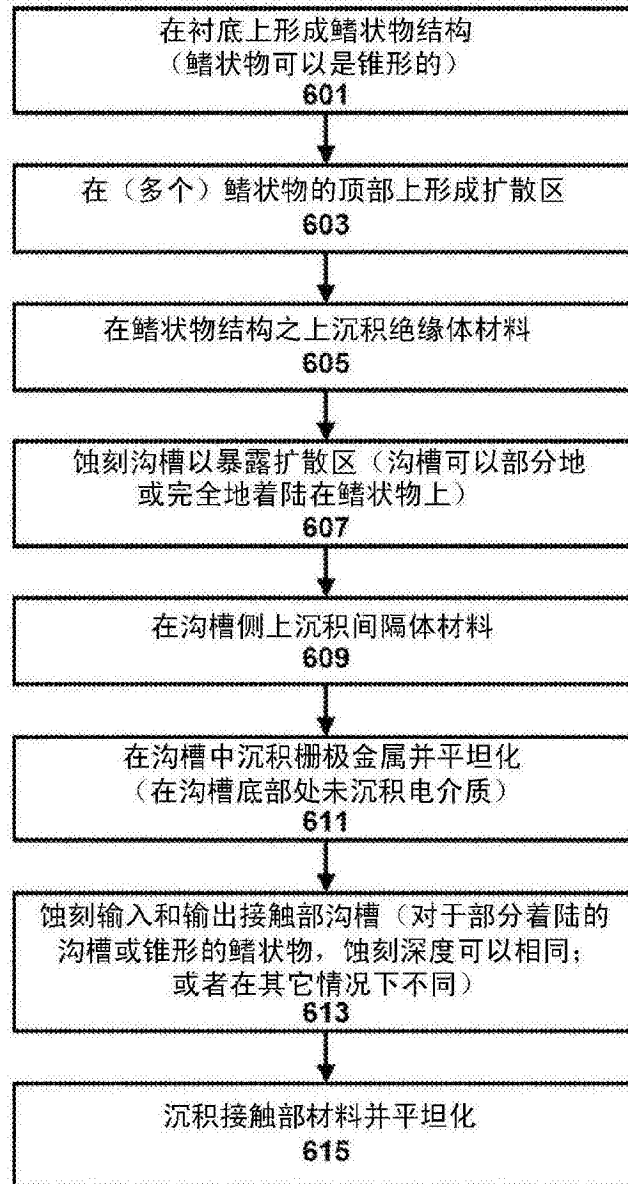 在衬底上形成鳍状物结构
（鳍状物可以是锥形的）
601
在（多个）鳍状物的顶部上形成扩散区
603
在鳍状物结构之上沉积绝缘体材料
605
蚀刻沟槽以暴露扩散区（沟槽可以部分地
或完全地着陆在鳍状物上）
607
在沟槽侧上沉积间隔体材料
609
在沟槽中沉积栅极金属并平坦化
（在沟槽底部处未沉积电介质）
611
蚀刻输入和输出接触部沟槽（对于部分着陆的
沟槽或锥形的鳍状物，蚀刻深度可以相同；
或者在其它情况下不同）
613
沉积接触部材料并平坦化
615